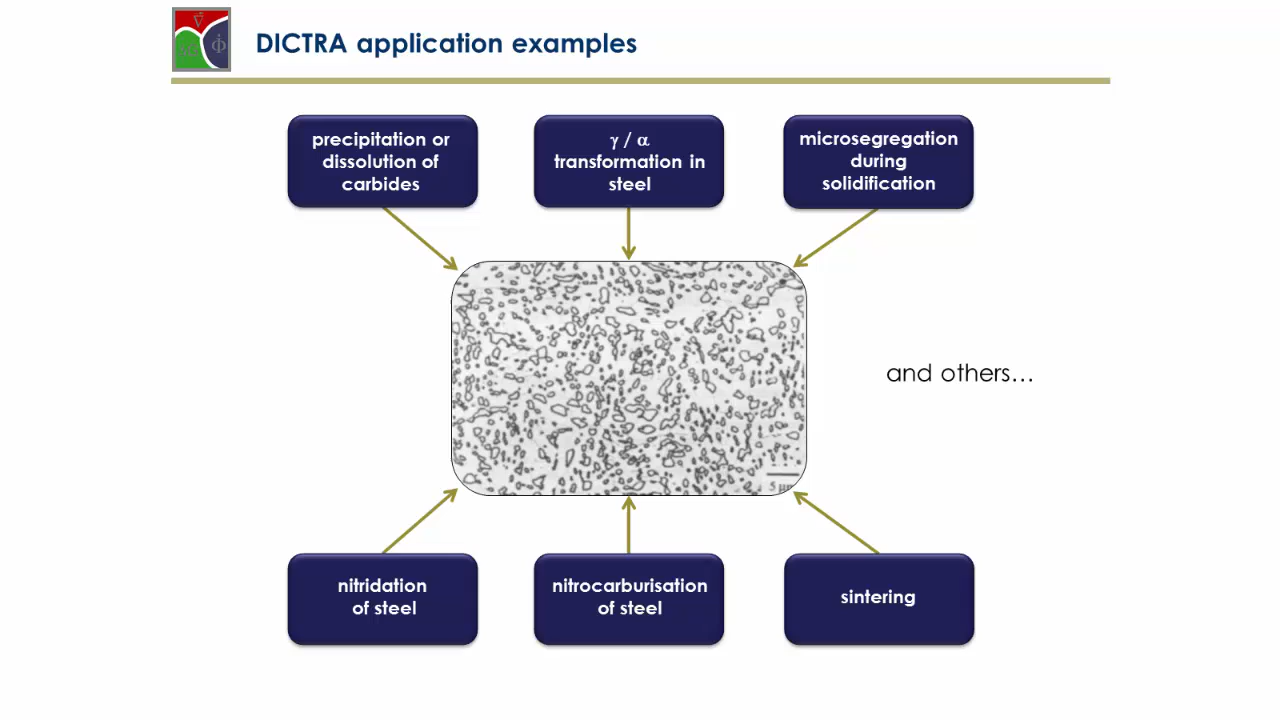 DICTRA application examples
precipitation or
dissolution of
carbides
γ / α
transformation in
steel
microsegregation
during
solidification
and others...
5 μm
nitridation
of steel
nitrocarburisation
of steel
sintering